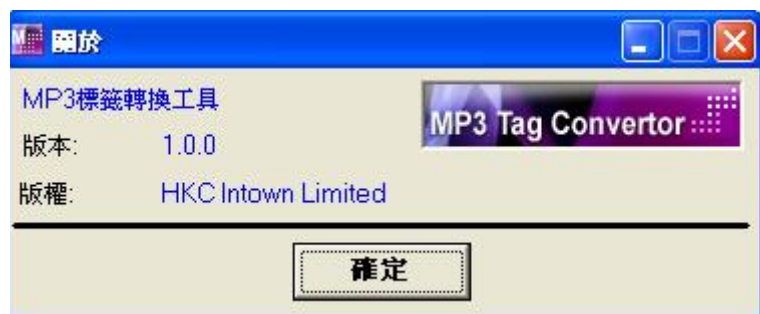 關於
MP3標籤轉換工具
MP3 Tag Convertor
版本: 1.0.0
版權: HKC Intown Limited
確定